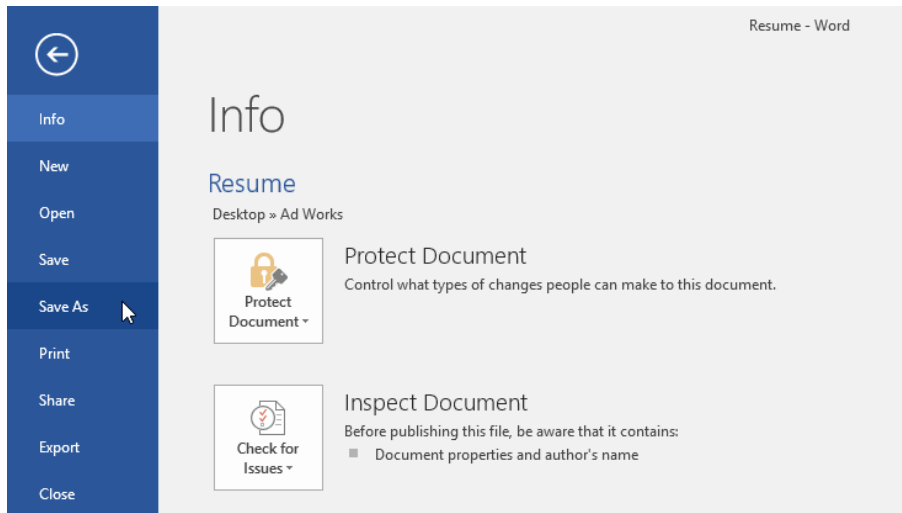 Resume - Word
Info
New
Open
Save
Save As
Print
Share
Export
Close
Info
Resume
Desktop » Ad Works
Protect
Document
Protect Document
Control what types of changes people can make to this document.
Check for
Issues
Inspect Document
Before publishing this file, be aware that it contains:
Document properties and author's name